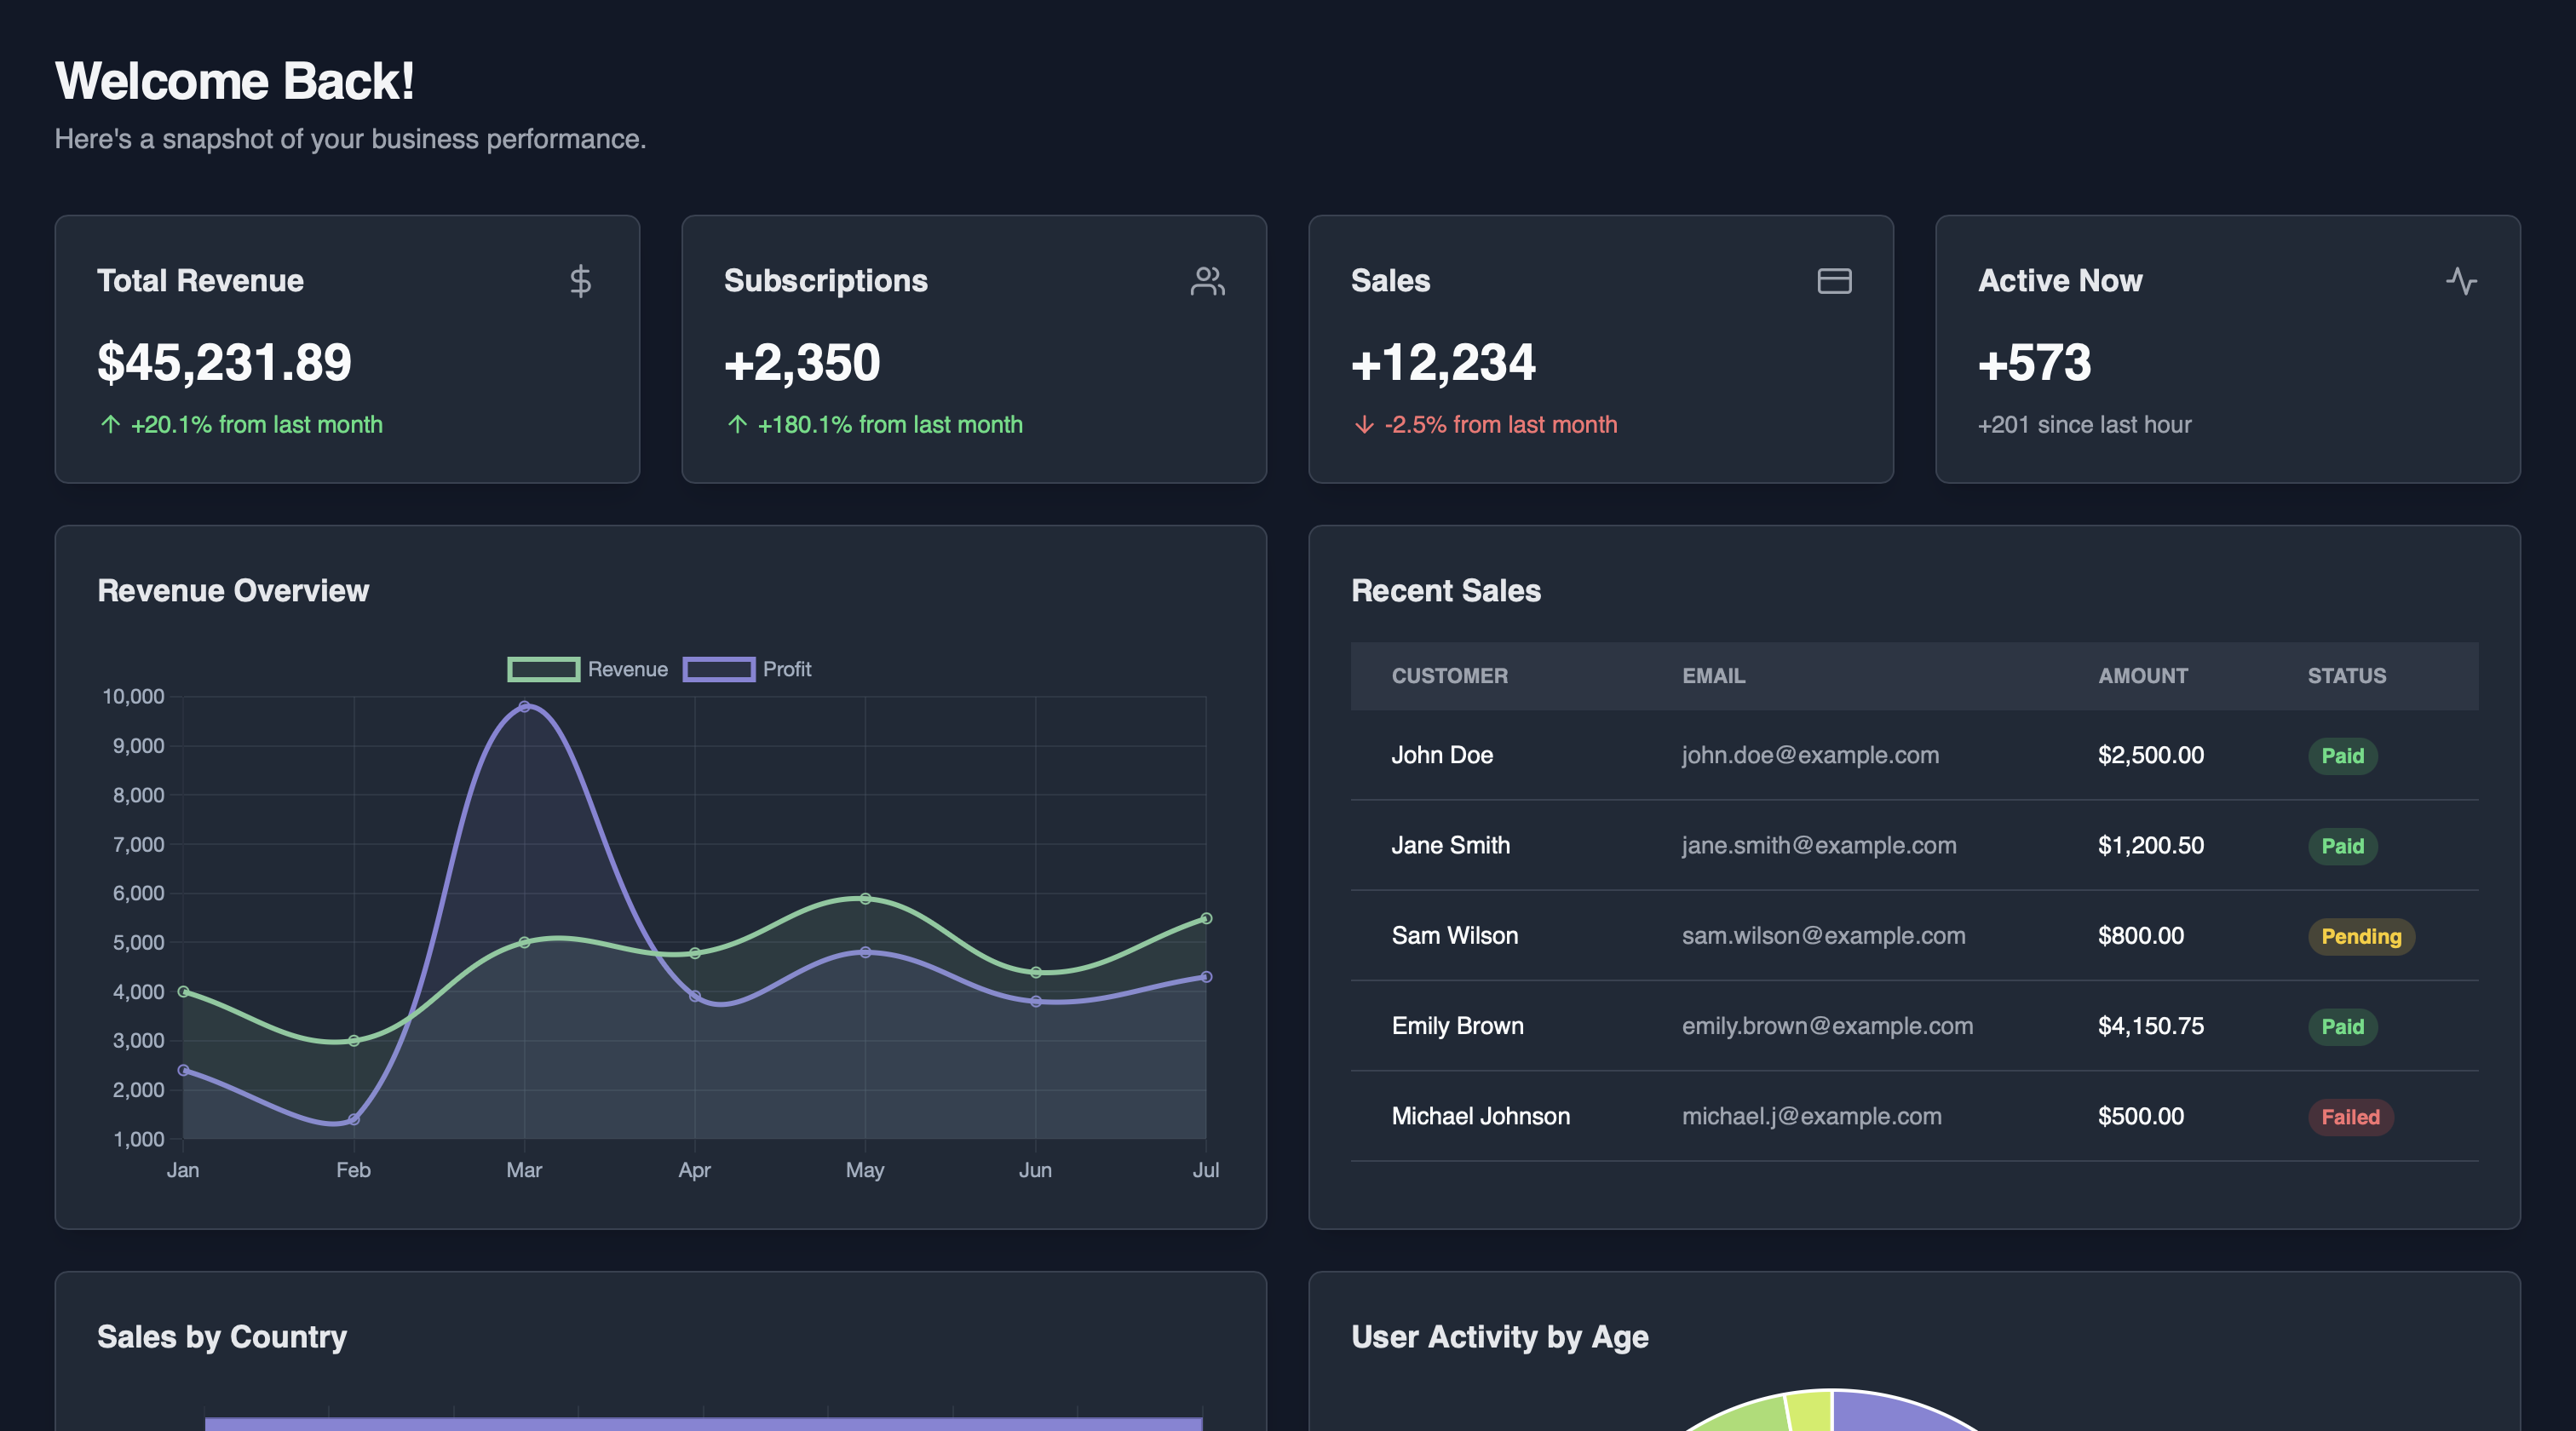 Welcome Back!
Here's a snapshot of your business performance.
Total Revenue
$45,231.89
+20.1% from last month
Subscriptions
+2,350
+180.1% from last month
Sales
+12,234
-2.5% from last month
Active Now
+573
+201 since last hour
Revenue Overview
Revenue Profit
10,000
9,000
8,000
7,000
6,000
5,000
4,000
3,000
2,000
1,000
Jan Feb Mar Apr May Jun Jul
Recent Sales
CUSTOMER EMAIL AMOUNT STATUS
John Doe john.doe@example.com $2,500.00 Paid
Jane Smith jane.smith@example.com $1,200.50 Paid
Sam Wilson sam.wilson@example.com $800.00 Pending
Emily Brown emily.brown@example.com $4,150.75 Paid
Michael Johnson michael.j@example.com $500.00 Failed
Sales by Country
User Activity by Age